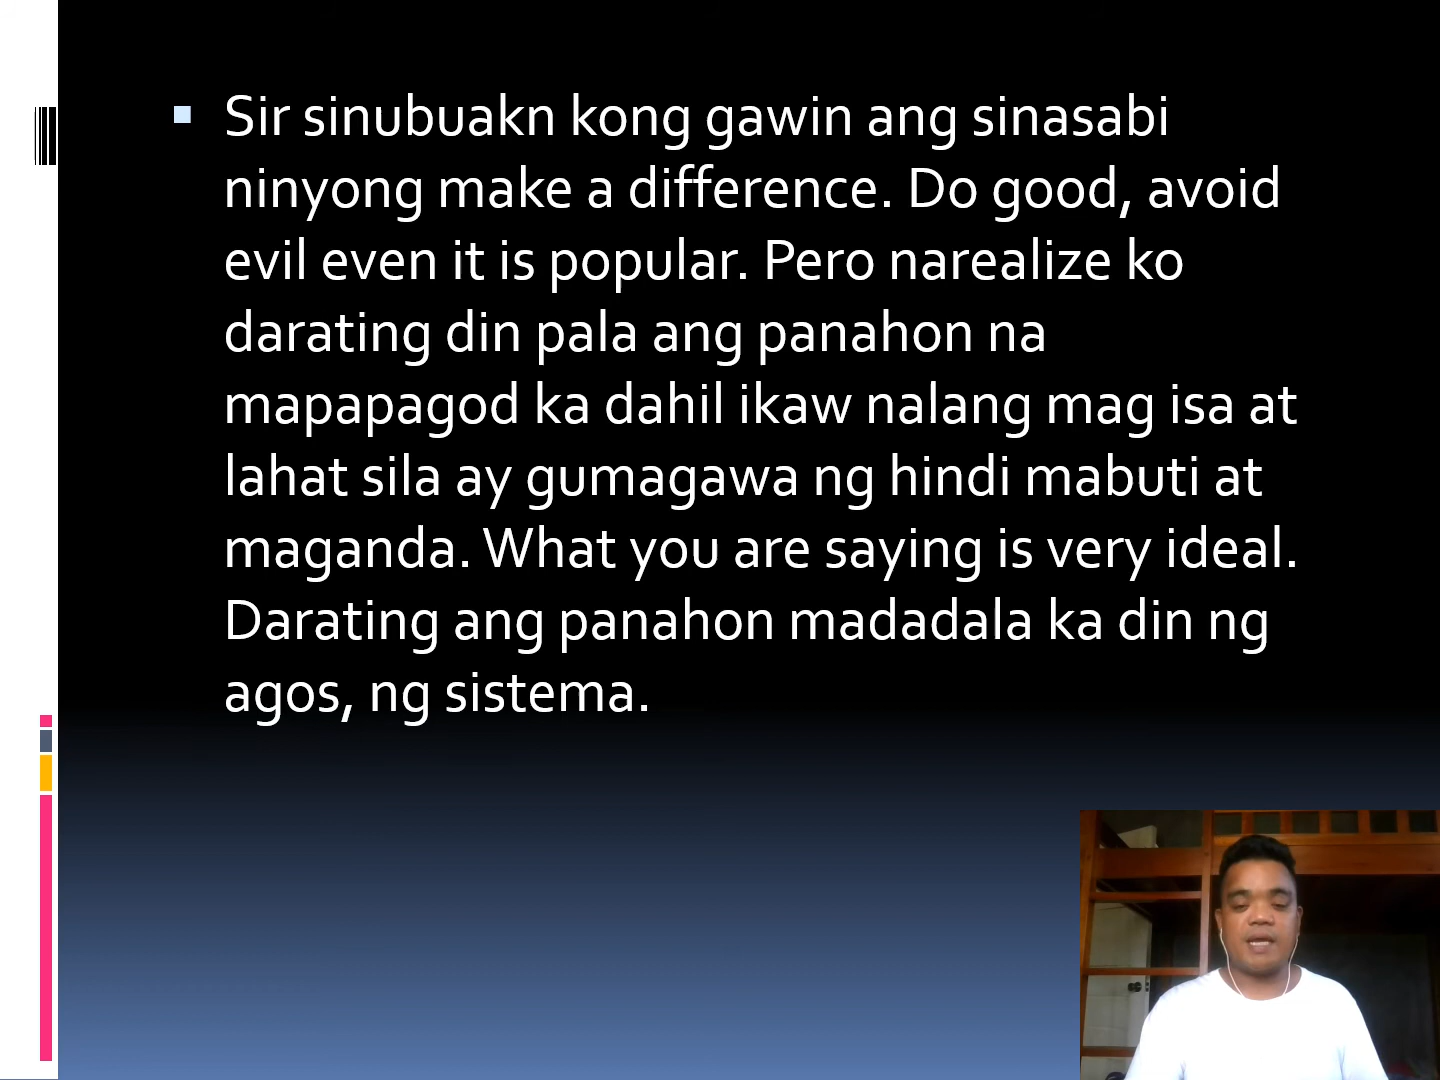 Sir sinubuakn kong gawin ang sinasabi
ninyong make a difference. Do good, avoid
evil even it is popular. Pero narealize ko
darating din pala ang panahon na
mapapagod ka dahil ikaw nalang mag isa at
lahat sila ay gumagawa ng hindi mabuti at
maganda. What you are saying is very ideal.
Darating ang panahon madadala ka din ng
agos, ng sistema.